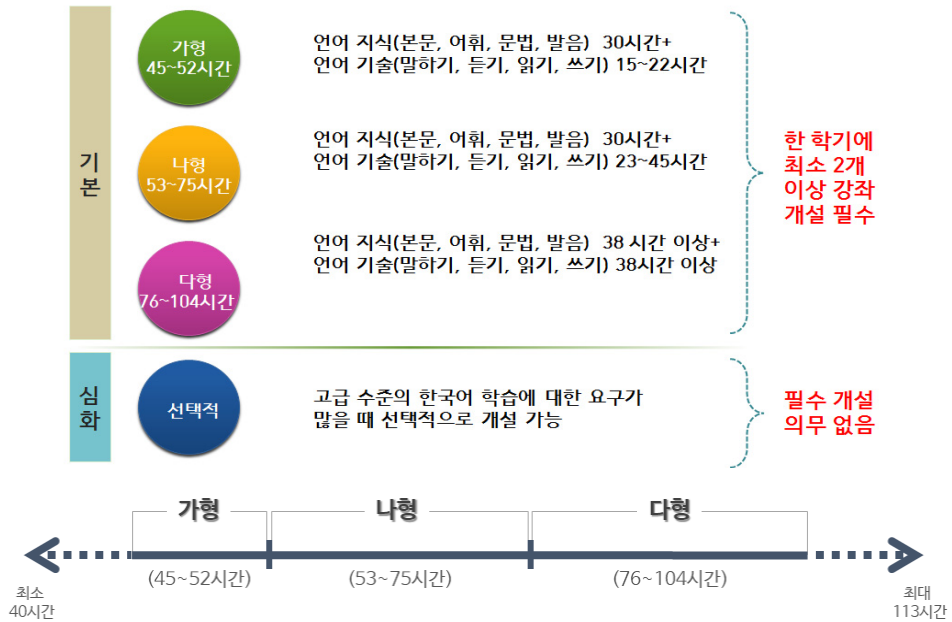 기본
가형
45~52시간
언어 지식(본문, 어휘, 문법, 발음) 30시간+
언어 기술(말하기, 듣기, 읽기, 쓰기) 15~22시간
나형
53~75시간
언어 지식(본문, 어휘, 문법, 발음) 30시간+
언어 기술(말하기, 듣기, 읽기, 쓰기) 23~45시간
다형
76~104시간
언어 지식(본문, 어휘, 문법, 발음) 38 시간 이상+
언어 기술(말하기, 듣기, 읽기, 쓰기) 38시간 이상
한 학기에
최소 2개
이상 강좌
개설 필수
심화
선택적
고급 수준의 한국어 학습에 대한 요구가
많을 때 선택적으로 개설 가능
필수 개설
의무 없음
가형
나형
다형
(45~52시간)
(53~75시간)
(76~104시간)
최소
40시간
최대
113시간